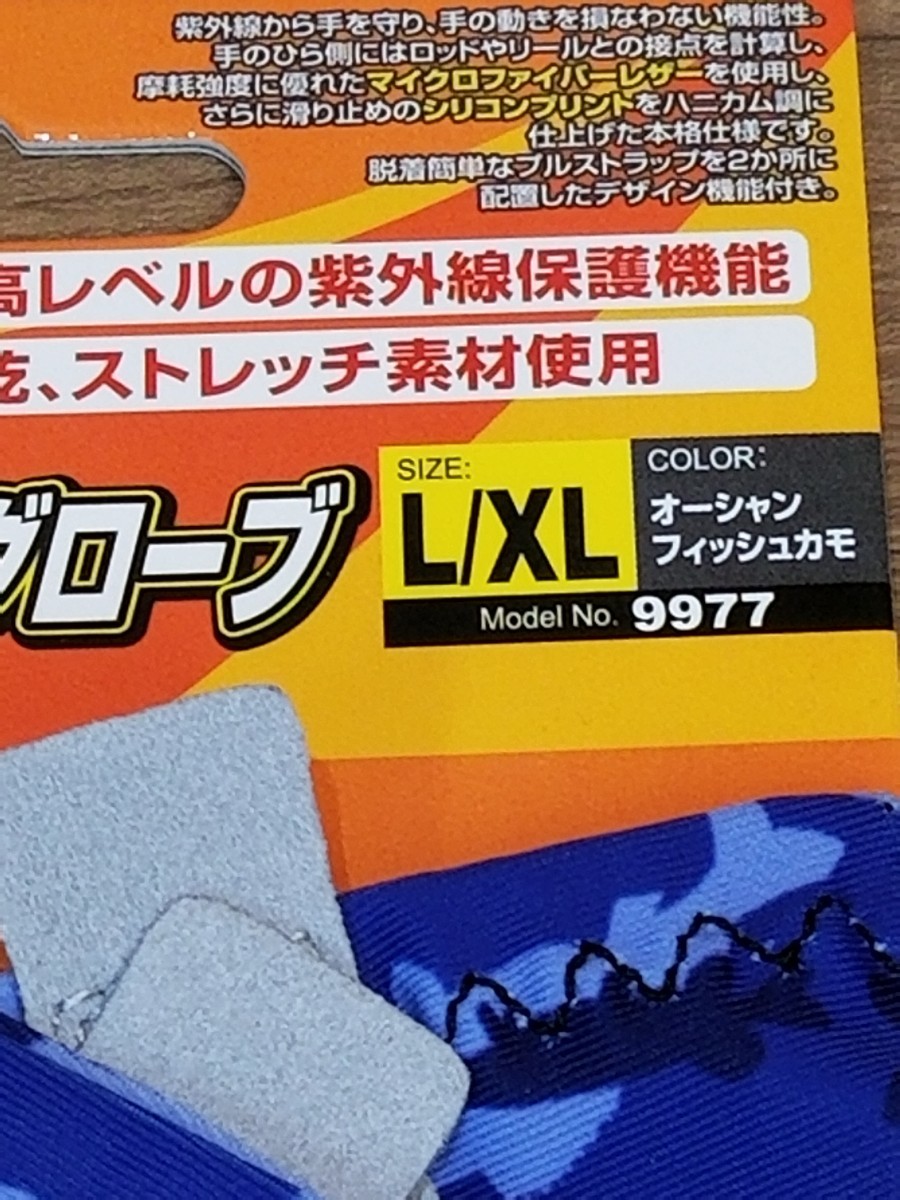 紫外線から手を守り、手の動きを損なわない機能性。
手のひら側にはロッドやリールとの接点を計算し、
摩耗強度に優れたマイクロファイバーレザーを使用し、
さらに滑り止めのシリコンプリントをハニカム調に
仕上げた本格仕様です。
脱着簡単なプルストラップを2か所に
配置したデザイン機能付き。
高レベルの紫外線保護機能
乾、ストレッチ素材使用
グローブ
SIZE:
L/XL
COLOR:
オーシャン
フィッシュカモ
Model No. 9977